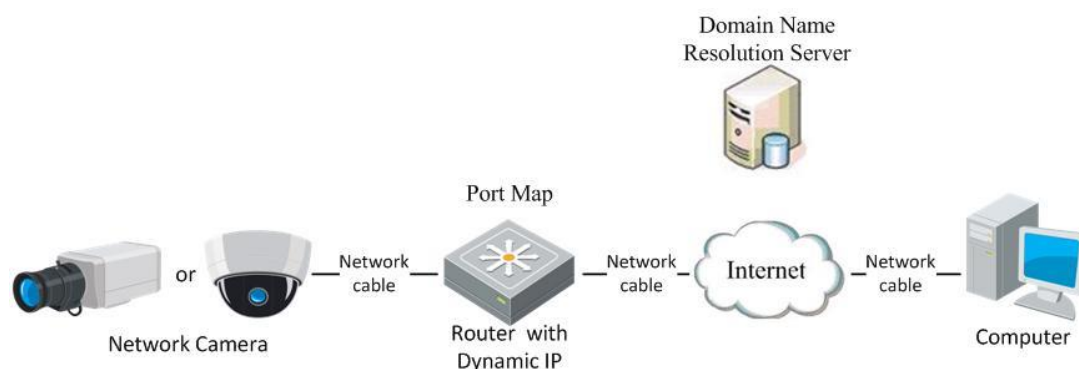 Domain Name
Resolution Server
Port Map
or
Network
cable
Network
cable
Internet
Network
cable
Network Camera
Router with
Dynamic IP
Computer